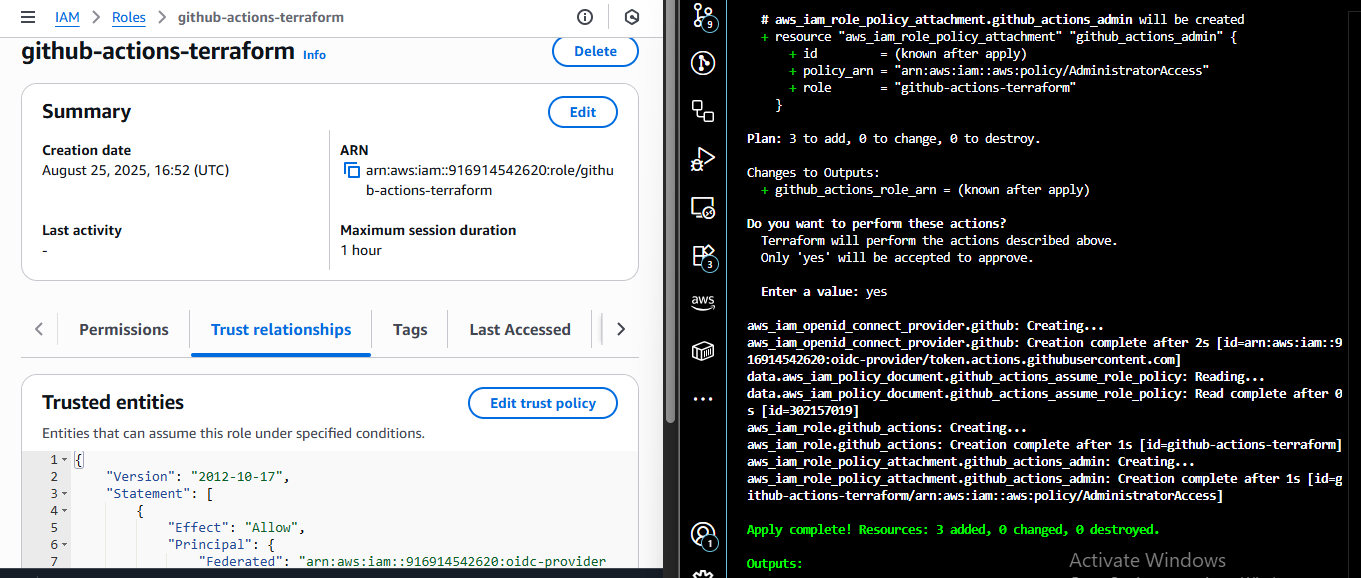 IAM > Roles > github-actions-terraform
github-actions-terraform Info
Delete
Summary
Edit
Creation date
August 25, 2025, 16:52 (UTC)
ARN
arn:aws:iam::916914542620:role/githu
b-actions-terraform
Last activity
-
Maximum session duration
1 hour
Permissions
Trust relationships
Tags
Last Accessed
Trusted entities
Edit trust policy
Entities that can assume this role under specified conditions.
1 {
2 "Version": "2012-10-17",
3 "Statement": [
4 {
5 "Effect": "Allow",
6 "Principal": {
7 "Federated": "arn:aws:iam::916914542620:oidc-provider
9
3
aws
1
# aws_iam_role_policy_attachment.github_actions_admin will be created
+ resource "aws_iam_role_policy_attachment" "github_actions_admin" {
+ id = (known after apply)
+ policy_arn = "arn:aws:iam::aws:policy/AdministratorAccess"
+ role = "github-actions-terraform"
}
Plan: 3 to add, 0 to change, 0 to destroy.
Changes to Outputs:
+ github_actions_role_arn = (known after apply)
Do you want to perform these actions?
Terraform will perform the actions described above.
Only 'yes' will be accepted to approve.
Enter a value: yes
aws_iam_openid_connect_provider.github: Creating...
aws_iam_openid_connect_provider.github: Creation complete after 2s [id=arn:aws:iam::9
16914542620:oidc-provider/token.actions.githubusercontent.com]
data.aws_iam_policy_document.github_actions_assume_role_policy: Reading...
data.aws_iam_policy_document.github_actions_assume_role_policy: Read complete after 0
s [id=302157019]
aws_iam_role.github_actions: Creating...
aws_iam_role.github_actions: Creation complete after 1s [id=github-actions-terraform]
aws_iam_role_policy_attachment.github_actions_admin: Creating...
aws_iam_role_policy_attachment.github_actions_admin: Creation complete after 1s [id=g
ithub-actions-terraform/arn:aws:iam::aws:policy/AdministratorAccess]
Apply complete! Resources: 3 added, 0 changed, 0 destroyed.
Outputs:
Activate Windows